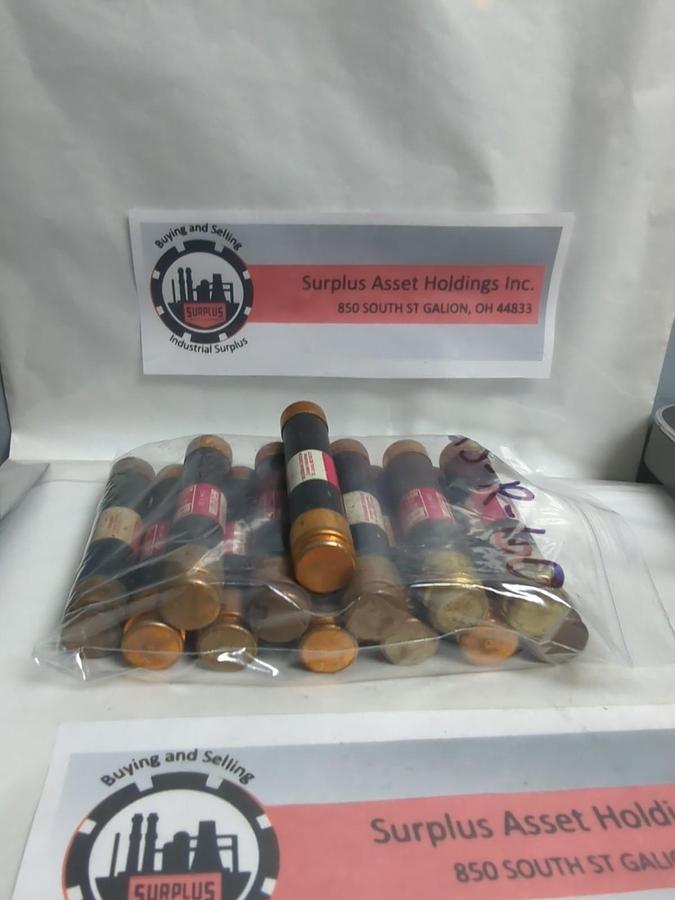 Buying and Selling
SURPLUS
Industrial Surplus
Surplus Asset Holdings Inc.
850 SOUTH ST GALION, OH 44833
Buying and Selling
SURPLUS
Surplus Asset Holdi
850 SOUTH ST GALI